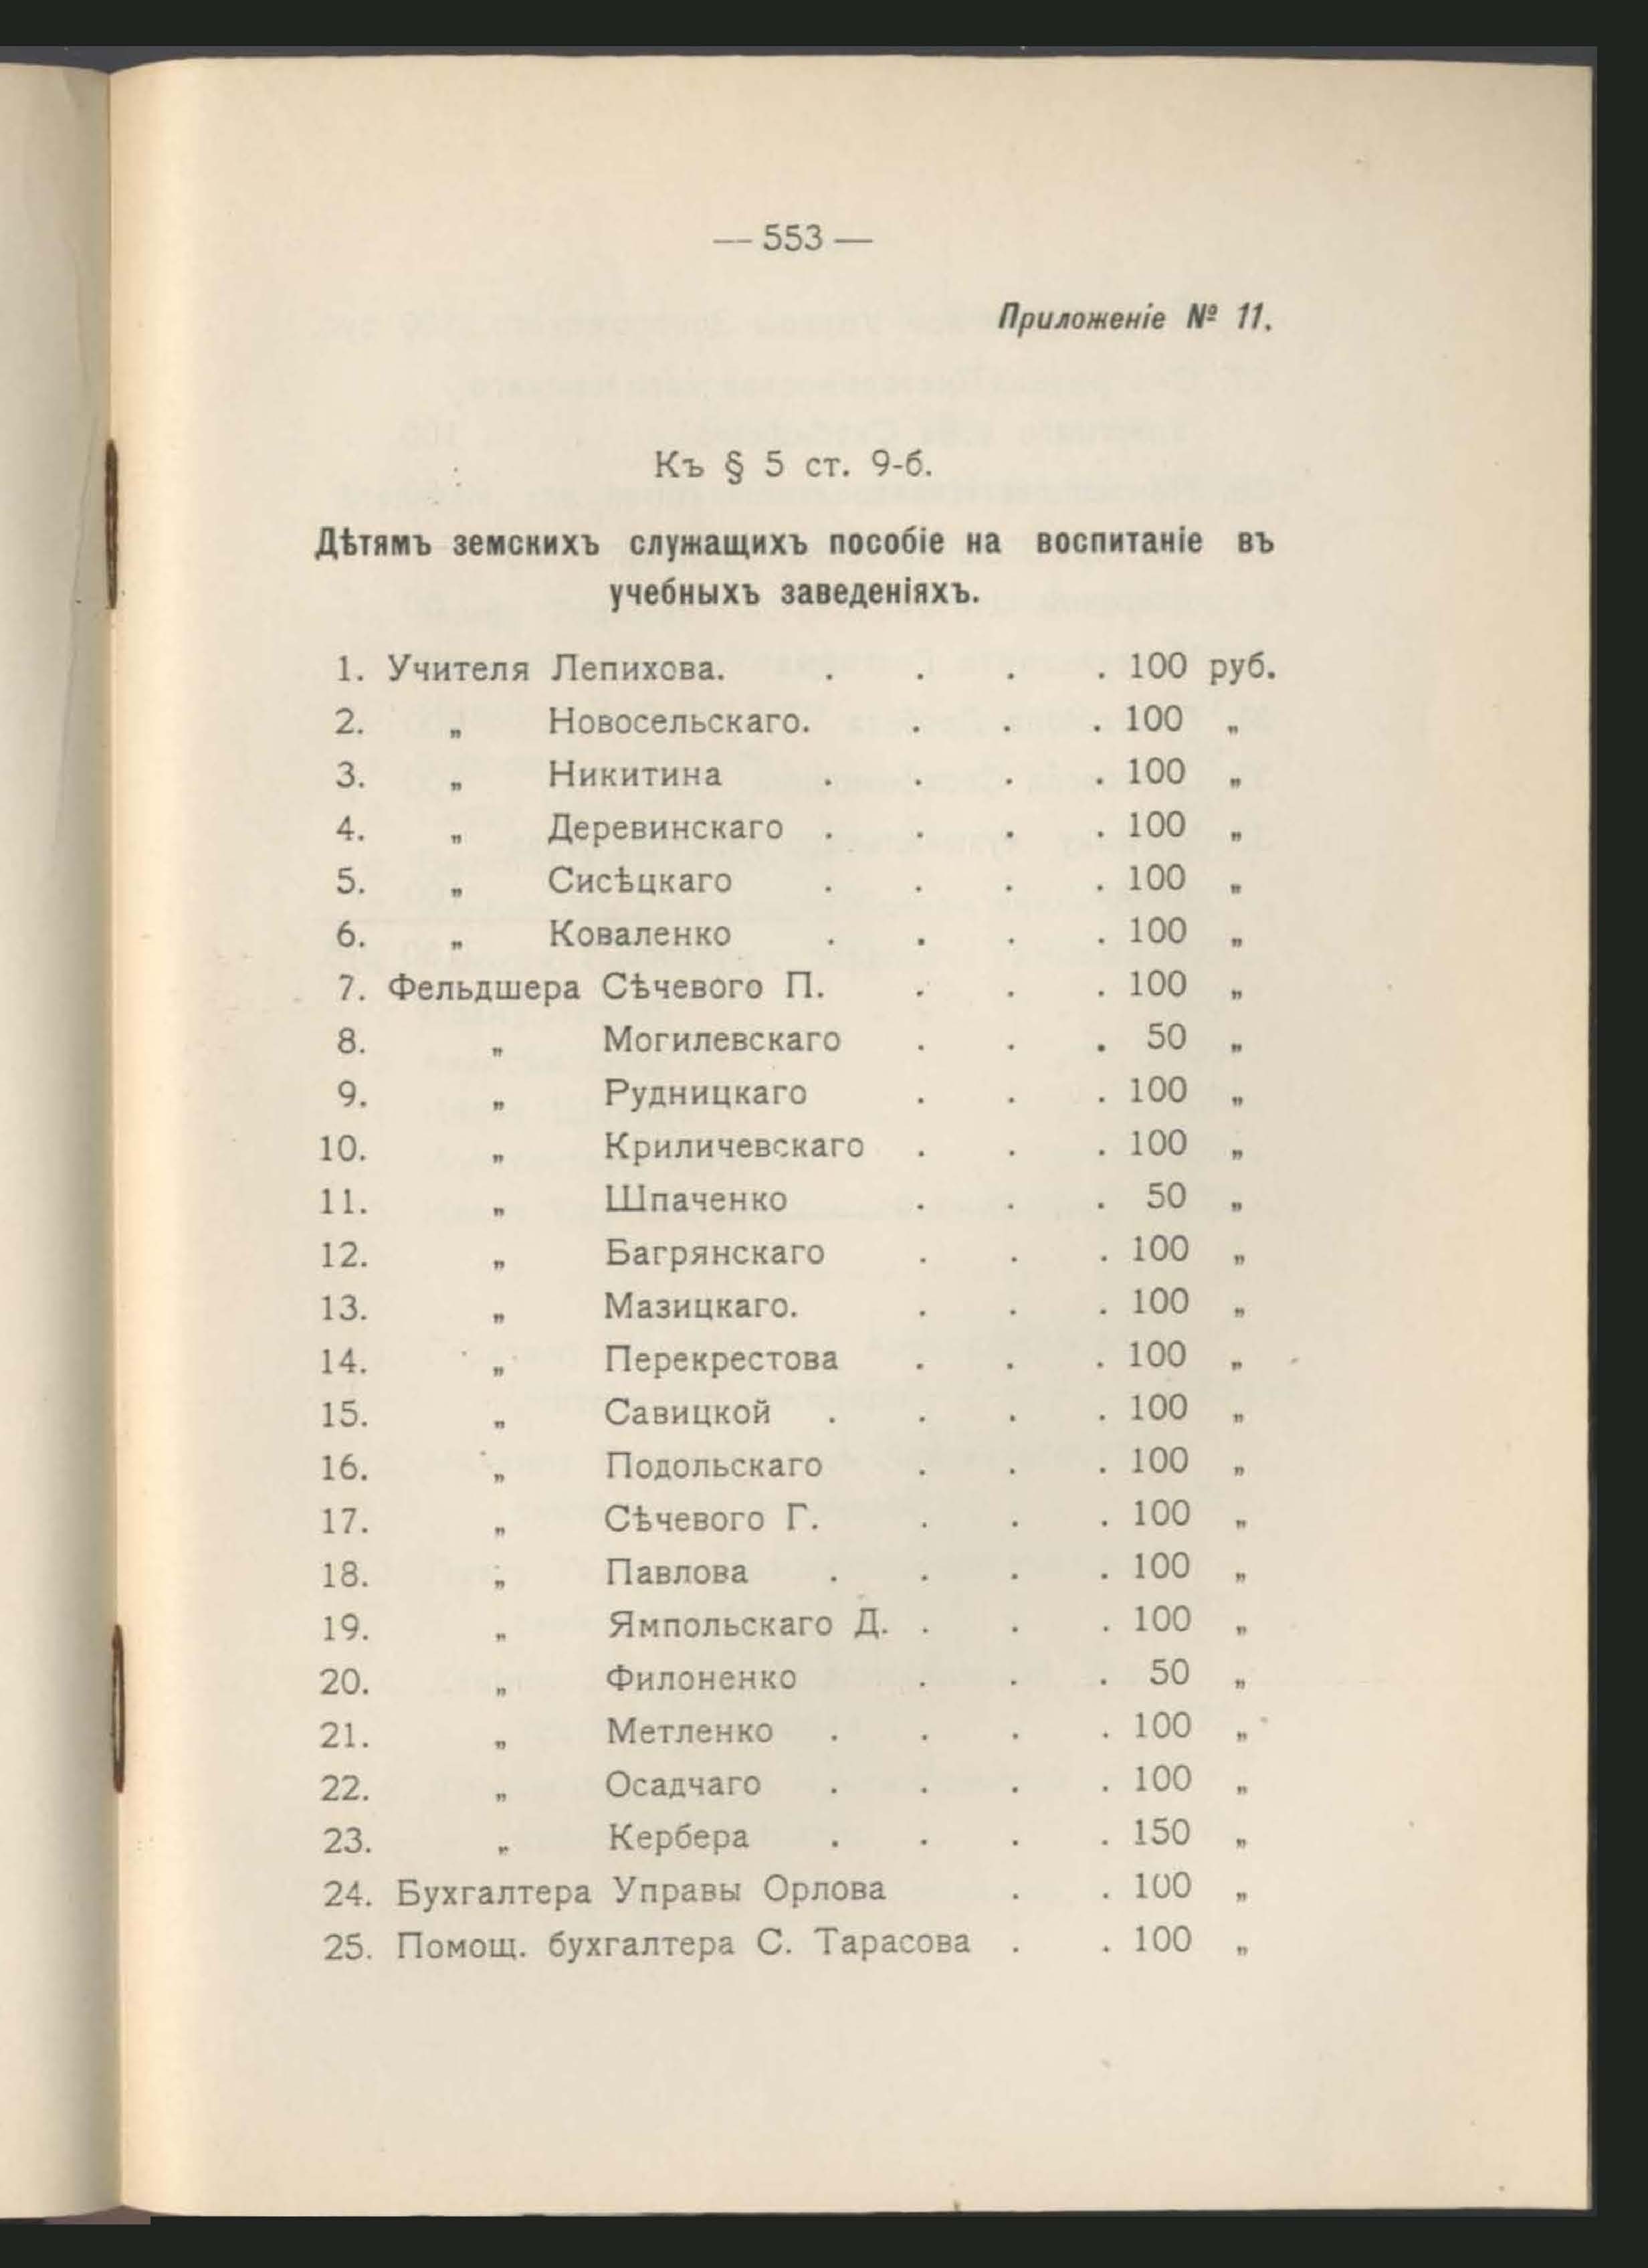 — 553 —
Приложеніе № 11.
Къ § 5 ст. 9-б.
Дѣтямъ земскихъ служащихъ пособіе на воспитаніе въ
учебныхъ заведеніяхъ.
1. Учителя Лепихова. . . . . 100 руб.
2. „ Новосельскаго. . . . 100 „
3. „ Никитина . . . . 100 „
4. „ Деревинскаго . . . . 100 „
5. „ Сисѣцкаго . . . . 100 „
6. „ Коваленко . . . . 100 „
7. Фельдшера Сѣчевого П. . . . 100 „
8. „ Могилевскаго . . . 50 „
9. „ Рудницкаго . . . 100 „
10. „ Криличевскаго . . . 100 „
11. „ Шпаченко . . . 50 „
12. „ Багрянскаго . . . 100 „
13. „ Мазицкаго. . . . 100 „
14. „ Перекрестова . . . 100 „
15. „ Савицкой . . . . 100 „
16. „ Подольскаго . . . 100 „
17. „ Сѣчевого Г. . . . 100 „
18. „ Павлова . . . . 100 „
19. „ Ямпольскаго Д. . . . 100 „
20. „ Филоненко . . . 50 „
21. „ Метленко . . . . 100 „
22. „ Осадчаго . . . . 100 „
23. „ Кербера . . . . 150 „
24. Бухгалтера Управы Орлова . . 100 „
25. Помощ. бухгалтера С. Тарасова . . 100 „